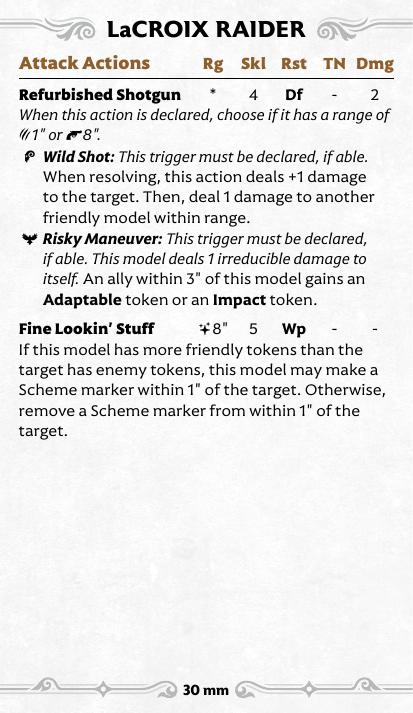 LaCROIX RAIDER
Attack Actions Rg Skl Rst TN Dmg
Refurbished Shotgun * 4 Df - 2
When this action is declared, choose if it has a range of
1" or 8".
Wild Shot: This trigger must be declared, if able.
When resolving, this action deals +1 damage
to the target. Then, deal 1 damage to another
friendly model within range.
Risky Maneuver: This trigger must be declared,
if able. This model deals 1 irreducible damage to
itself. An ally within 3" of this model gains an
Adaptable token or an Impact token.
Fine Lookin’ Stuff 8" 5 Wp - -
If this model has more friendly tokens than the
target has enemy tokens, this model may make a
Scheme marker within 1" of the target. Otherwise,
remove a Scheme marker from within 1" of the
target.
30 mm